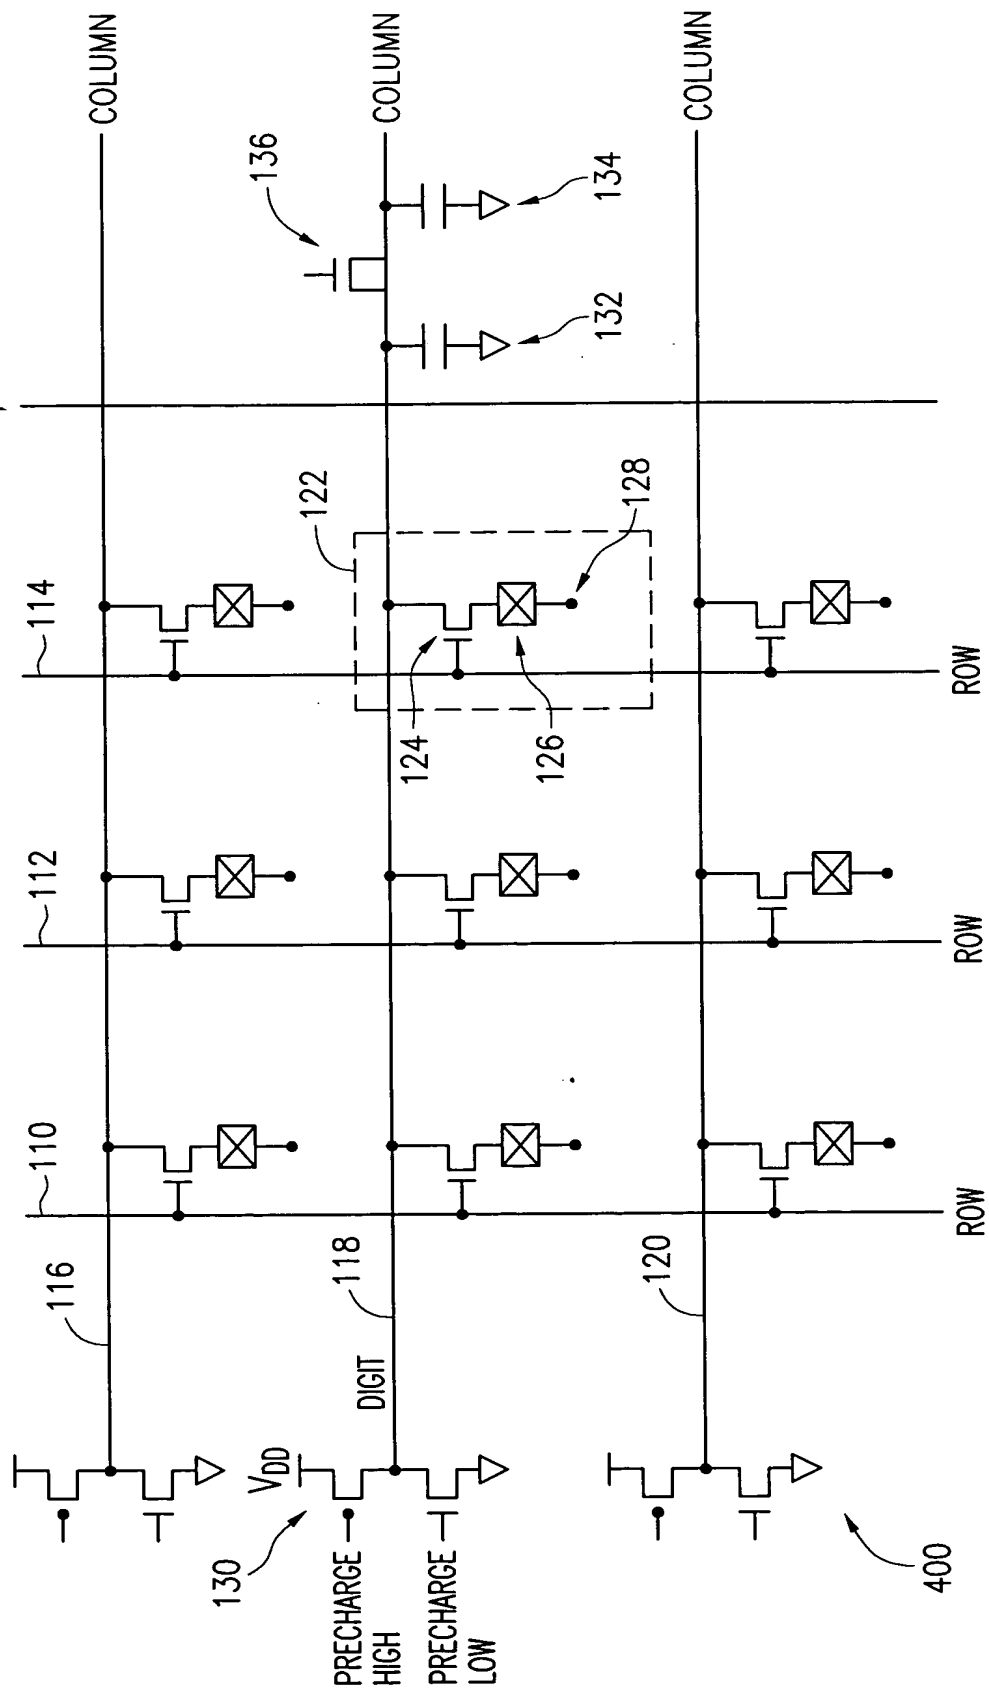 COLUMN
COLUMN
COLUMN
136
134
132
122
128
114
124
126
ROW
112
ROW
110
ROW
116
118
120
DIGIT
VDD
130
PRECHARGE
HIGH
PRECHARGE
LOW
400